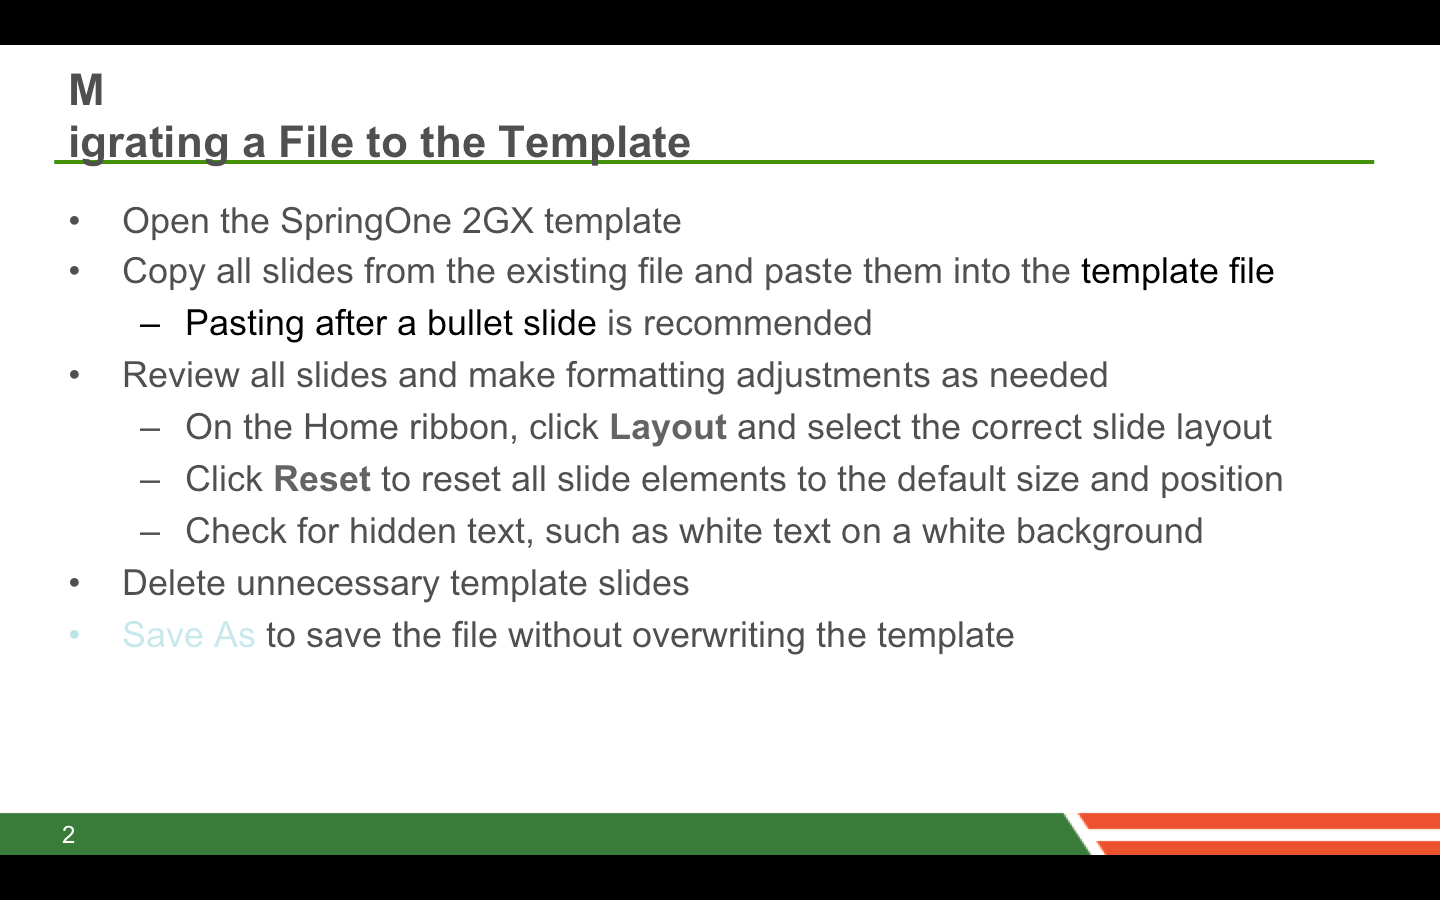 M
igrating a File to the Template
• Open the SpringOne 2GX template
• Copy all slides from the existing file and paste them into the template file
– Pasting after a bullet slide is recommended
• Review all slides and make formatting adjustments as needed
– On the Home ribbon, click Layout and select the correct slide layout
– Click Reset to reset all slide elements to the default size and position
– Check for hidden text, such as white text on a white background
• Delete unnecessary template slides
• Save As to save the file without overwriting the template
2